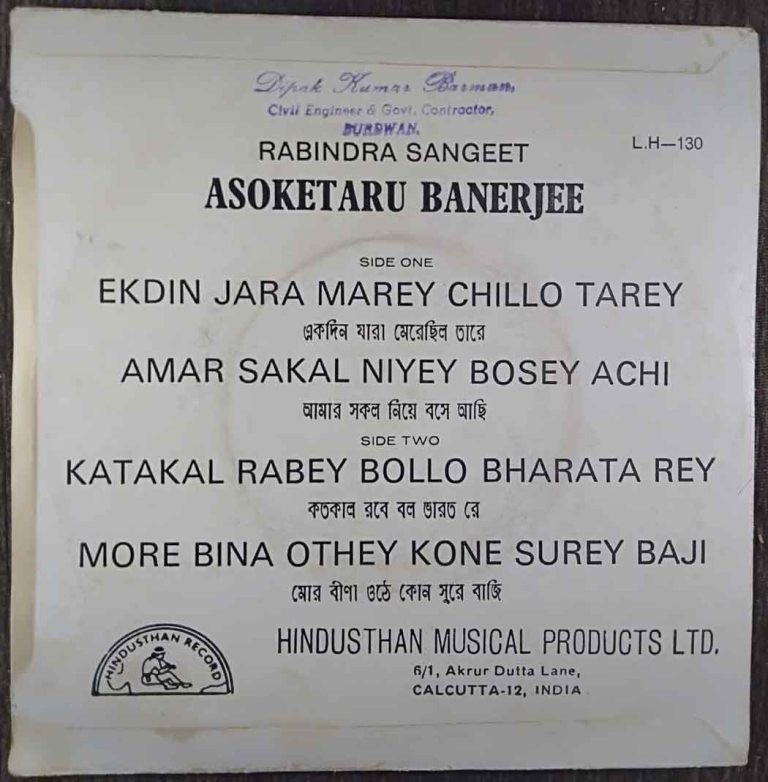 Dipak Kumar Barman,
Civil Engineer & Govt. Contractor,
BURDWAN.
RABINDRA SANGEET
L.H—130
ASOKETARU BANERJEE
SIDE ONE
EKDIN JARA MAREY CHILLO TAREY
একদিন যারা মেরেছিল তারে
AMAR SAKAL NIYEY BOSEY ACHI
আমার সকল নিয়ে বসে আছি
SIDE TWO
KATAKAL RABEY BOLLO BHARATA REY
কতকাল রবে বল ভারত রে
MORE BINA OTHEY KONE SUREY BAJI
মোর বীণা ওঠে কোন সুরে বাজি
HINDUSTHAN RECORD
HINDUSTHAN MUSICAL PRODUCTS LTD.
6/1, Akrur Dutta Lane,
CALCUTTA-12, INDIA